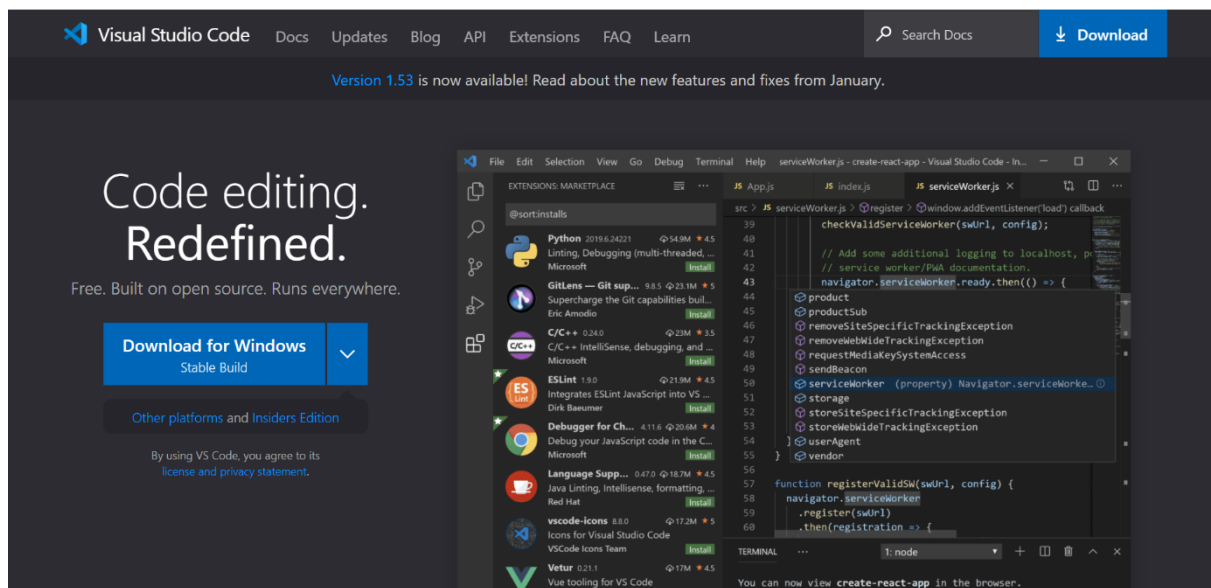 Visual Studio Code Docs Updates Blog API Extensions FAQ Learn Search Docs Download
Version 1.53 is now available! Read about the new features and fixes from January.
Code editing.
Redefined.
Free. Built on open source. Runs everywhere.
Download for Windows
Stable Build
Other platforms and Insiders Edition
By using VS Code, you agree to its
license and privacy statement.
File Edit Selection View Go Debug Terminal Help serviceWorker.js - create-react-app - Visual Studio Code - In...
EXTENSIONS: MARKETPLACE
@sort:installs
Python 2019.6.24221 54.9M 4.5
Linting, Debugging (multi-threaded, ...
Microsoft Install
GitLens — Git sup... 9.8.5 23.1M 5
Supercharge the Git capabilities buil...
Eric Amodio Install
C/C++ 0.24.0 23M 3.5
C/C++ IntelliSense, debugging, and ...
Microsoft Install
ESLint 1.9.0 21.9M 4.5
Integrates ESLint JavaScript into VS ...
Dirk Baeumer Install
Debugger for Ch... 4.11.6 20.6M 4
Debug your JavaScript code in the C...
Microsoft Install
Language Supp... 0.47.0 18.7M 4.5
Java Linting, Intellisense, formatting, ...
Red Hat Install
vscode-icons 8.8.0 17.2M 5
Icons for Visual Studio Code
VSCode Icons Team Install
Vetur 0.21.1 17M 4.5
Vue tooling for VS Code
C/C++
ES
Lint
JS App.js JS index.js JS serviceWorker.js
src > JS serviceWorker.js > register > window.addEventListener('load') callback
39 checkValidServiceWorker(swUrl, config);
40
41 // Add some additional logging to localhost,
42 // service worker/PWA documentation.
43 navigator.serviceWorker.ready.then(() => {
44 product
45 productSub
46 removeSiteSpecificTrackingException
47 removeWebWideTrackingException
48 requestMediaKeySystemAccess
49 sendBeacon
50 serviceWorker (property) Navigator.serviceWorke...
51 storage
52 storeSiteSpecificTrackingException
53 storeWebWideTrackingException
54 } userAgent
55 } vendor
56
57 function registerValidSW(swUrl, config) {
58 navigator.serviceWorker
59 .register(swUrl)
60 .then(registration => {
TERMINAL ... 1: node
You can now view create-react-app in the browser.